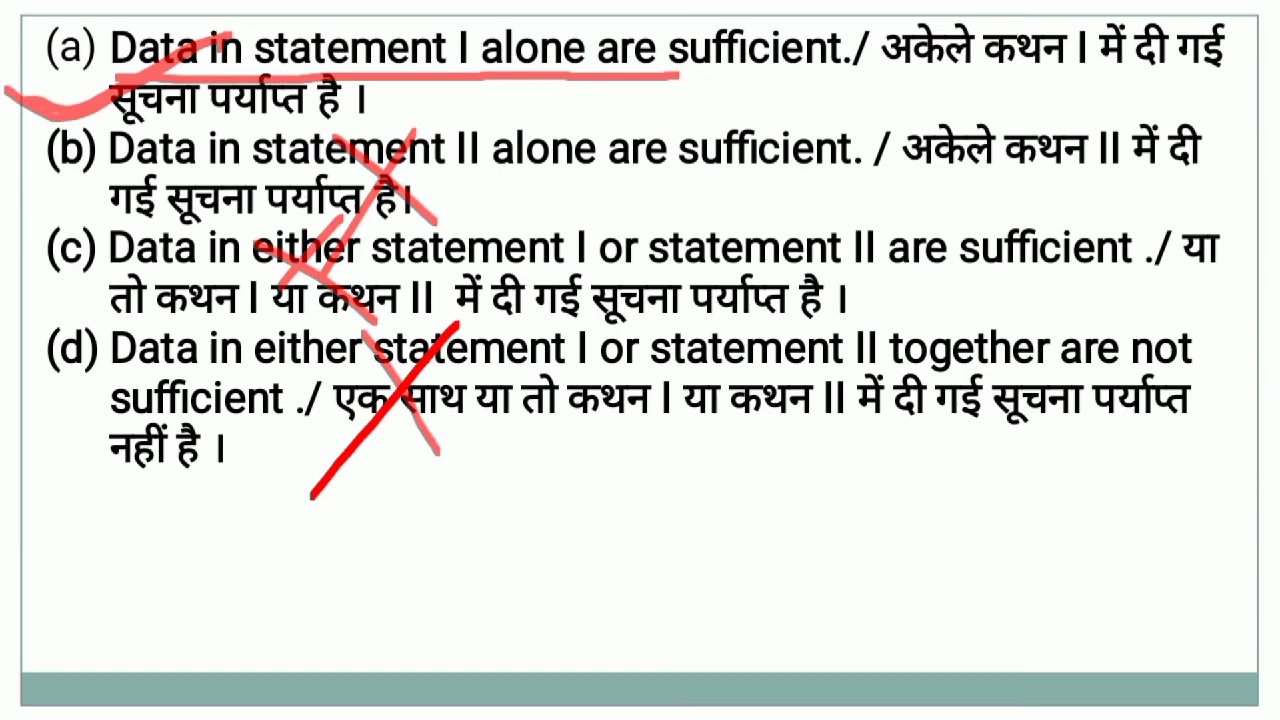 (a) Data in statement I alone are sufficient./ अकेले कथन I में दी गई
सूचना पर्याप्त है ।
(b) Data in statement II alone are sufficient. / अकेले कथन II में दी
गई सूचना पर्याप्त है।
(c) Data in either statement I or statement II are sufficient ./ या
तो कथन I या कथन II में दी गई सूचना पर्याप्त है ।
(d) Data in either statement I or statement II together are not
sufficient ./ एक साथ या तो कथन I या कथन II में दी गई सूचना पर्याप्त
नहीं है ।